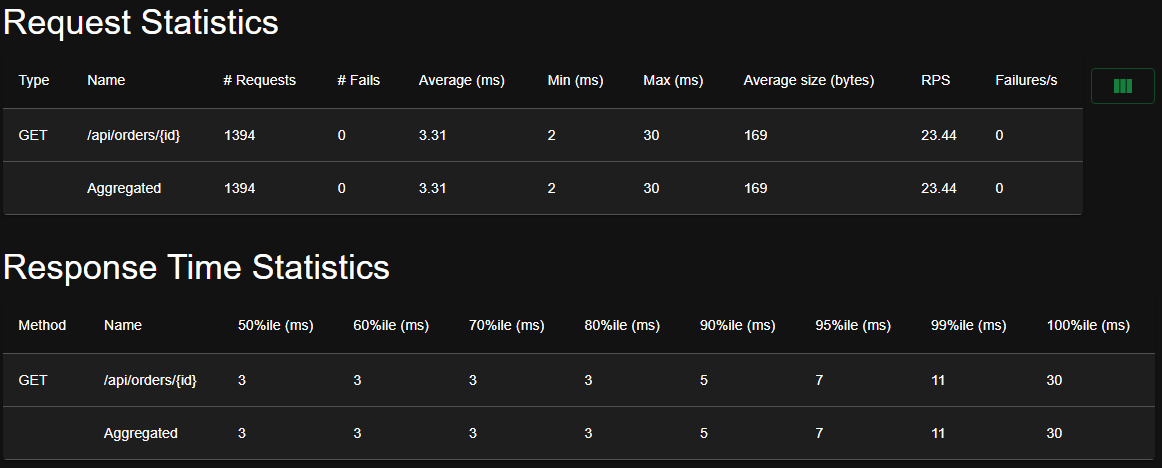 Request Statistics
Type Name # Requests # Fails Average (ms) Min (ms) Max (ms) Average size (bytes) RPS Failures/s
GET /api/orders/{id} 1394 0 3.31 2 30 169 23.44 0
Aggregated 1394 0 3.31 2 30 169 23.44 0
Response Time Statistics
Method Name 50%ile (ms) 60%ile (ms) 70%ile (ms) 80%ile (ms) 90%ile (ms) 95%ile (ms) 99%ile (ms) 100%ile (ms)
GET /api/orders/{id} 3 3 3 3 5 7 11 30
Aggregated 3 3 3 3 5 7 11 30